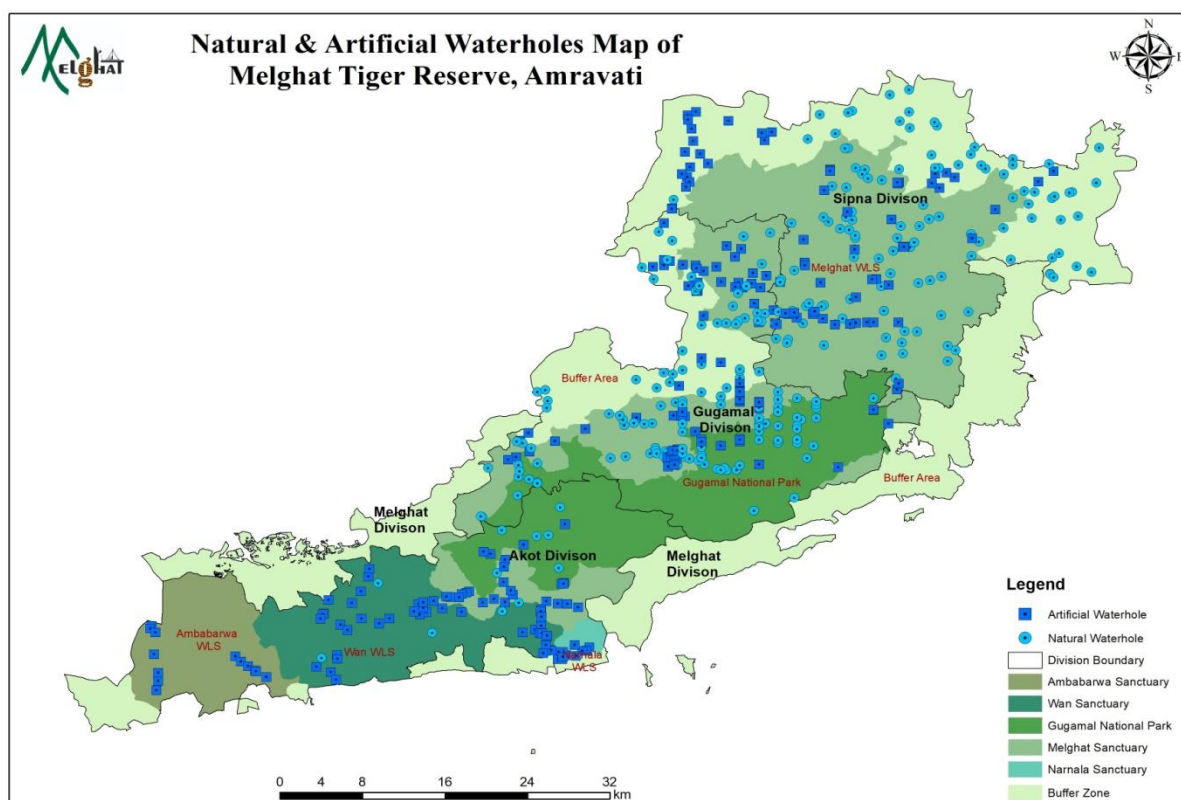 MELGHAT
Natural & Artificial Waterholes Map of
Melghat Tiger Reserve, Amravati
N
W
E
S
Sipna Divison
Melghat WLS
Buffer Area
Gugamal
Divison
Gugamal National Park
Buffer Area
Melghat
Divison
Akot Divison
Melghat
Divison
Ambabarwa
WLS
Wan WLS
Narnala
WLS
Legend
Artificial Waterhole
Natural Waterhole
Division Boundary
Ambabarwa Sanctuary
Wan Sanctuary
Gugamal National Park
Melghat Sanctuary
Narnala Sanctuary
Buffer Zone
0 4 8 16 24 32
km